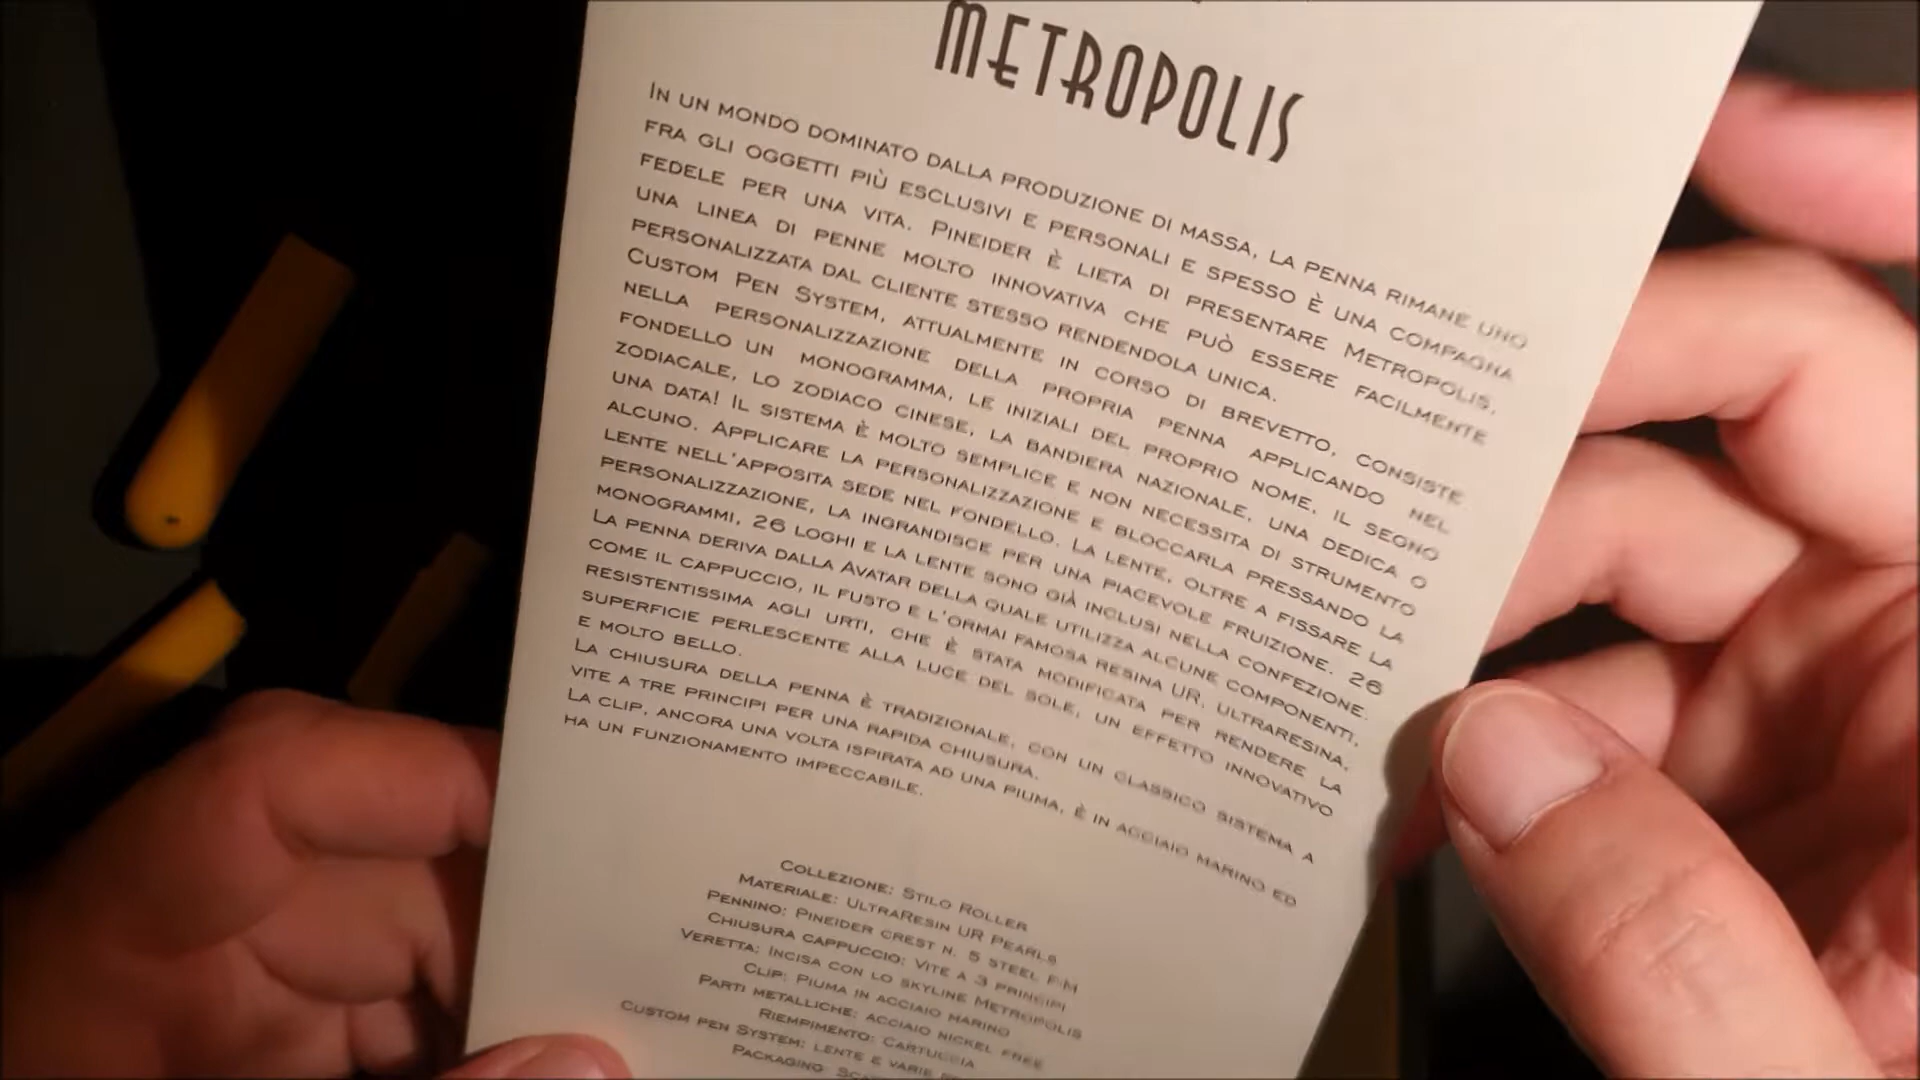 METROPOLIS
IN UN MONDO DOMINATO DALLA PRODUZIONE DI MASSA, LA PENNA RIMANE UNO
FRA GLI OGGETTI PIÙ ESCLUSIVI E PERSONALI E SPESSO È UNA COMPAGNA
FEDELE PER UNA VITA. PINEIDER È LIETA DI PRESENTARE METROPOLIS,
UNA LINEA DI PENNE MOLTO INNOVATIVA CHE PUÒ ESSERE FACILMENTE
PERSONALIZZATA DAL CLIENTE STESSO RENDENDOLA UNICA.
CUSTOM PEN SYSTEM, ATTUALMENTE IN CORSO DI BREVETTO, CONSISTE
NELLA PERSONALIZZAZIONE DELLA PROPRIA PENNA APPLICANDO NEL
FONDELLO UN MONOGRAMMA, LE INIZIALI DEL PROPRIO NOME, IL SEGNO
ZODIACALE, LO ZODIACO CINESE, LA BANDIERA NAZIONALE, UNA DEDICA O
UNA DATA! IL SISTEMA È MOLTO SEMPLICE E NON NECESSITA DI STRUMENTO
ALCUNO. APPLICARE LA PERSONALIZZAZIONE E BLOCCARLA PRESSANDO LA
LENTE NELL'APPOSITA SEDE NEL FONDELLO. LA LENTE, OLTRE A FISSARE LA
PERSONALIZZAZIONE, LA INGRANDISCE PER UNA PIACEVOLE FRUIZIONE. 26
MONOGRAMMI, 26 LOGHI E LA LENTE SONO GIÀ INCLUSI NELLA CONFEZIONE.
LA PENNA DERIVA DALLA AVATAR DELLA QUALE UTILIZZA ALCUNE COMPONENTI,
COME IL CAPPUCCIO, IL FUSTO E L'ORMAI FAMOSA RESINA UR, ULTRARESINA,
RESISTENTISSIMA AGLI URTI, CHE È STATA MODIFICATA PER RENDERE LA
SUPERFICIE PERLESCENTE ALLA LUCE DEL SOLE, UN EFFETTO INNOVATIVO
E MOLTO BELLO.
LA CHIUSURA DELLA PENNA È TRADIZIONALE, CON UN CLASSICO SISTEMA A
VITE A TRE PRINCIPI PER UNA RAPIDA CHIUSURA.
LA CLIP, ANCORA UNA VOLTA ISPIRATA AD UNA PIUMA, È IN ACCIAIO MARINO ED
HA UN FUNZIONAMENTO IMPECCABILE.
COLLEZIONE: STILO ROLLER
MATERIALE: ULTRARESIN UR PEARLS
PENNINO: PINEIDER CREST N. 5 STEEL F-M
CHIUSURA CAPPUCCIO: VITE A 3 PRINCIPI
VERETTA: INCISA CON LO SKYLINE METROPOLIS
CLIP: PIUMA IN ACCIAIO MARINO
PARTI METALLICHE: ACCIAIO NICKEL FREE
RIEMPIMENTO: CARTUCCIA
CUSTOM PEN SYSTEM: LENTE E VARIE
PACKAGING: